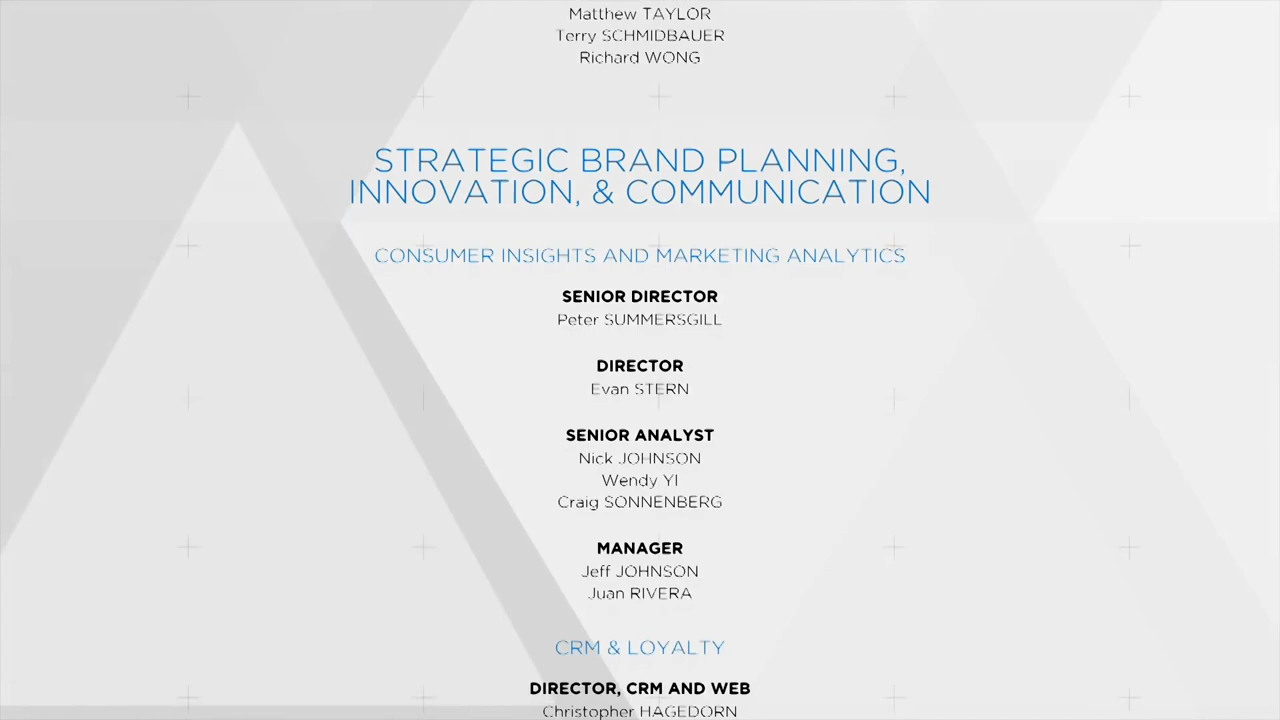 Matthew TAYLOR
Terry SCHMIDBAUER
Richard WONG
STRATEGIC BRAND PLANNING,
INNOVATION, & COMMUNICATION
CONSUMER INSIGHTS AND MARKETING ANALYTICS
SENIOR DIRECTOR
Peter SUMMERSGILL
DIRECTOR
Evan STERN
SENIOR ANALYST
Nick JOHNSON
Wendy YI
Craig SONNENBERG
MANAGER
Jeff JOHNSON
Juan RIVERA
CRM & LOYALTY
DIRECTOR, CRM AND WEB
Christopher HAGEDORN